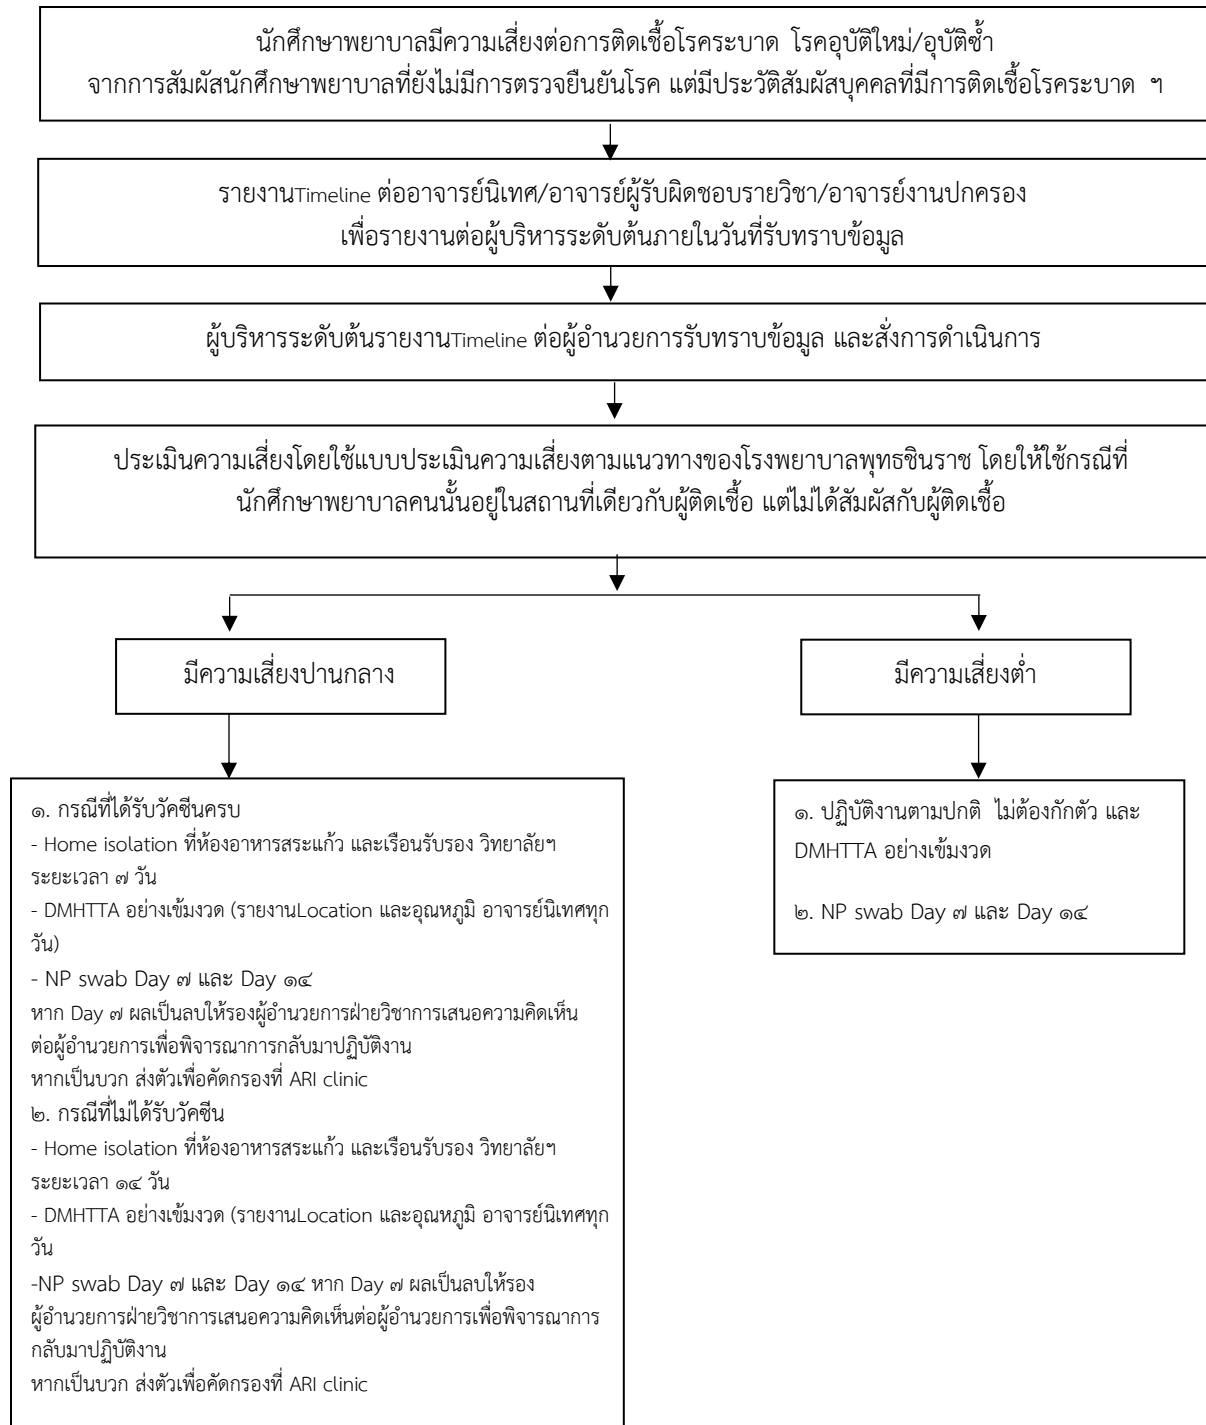 นักศึกษาพยาบาลมีความเสี่ยงต่อการติดเชื้อโรคระบาด โรคอุบัติใหม่/อุบัติซ้ำ
จากการสัมผัสนักศึกษาพยาบาลที่ยังไม่มีการตรวจยืนยันโรค แต่มีประวัติสัมผัสบุคคลที่มีการติดเชื้อโรคระบาด ฯ
รายงานTimeline ต่ออาจารย์นิเทศ/อาจารย์ผู้รับผิดชอบรายวิชา/อาจารย์งานปกครอง
เพื่อรายงานต่อผู้บริหารระดับต้นภายในวันที่รับทราบข้อมูล
ผู้บริหารระดับต้นรายงานTimeline ต่อผู้อำนวยการรับทราบข้อมูล และสั่งการดำเนินการ
ประเมินความเสี่ยงโดยใช้แบบประเมินความเสี่ยงตามแนวทางของโรงพยาบาลพุทธชินราช โดยให้ใช้กรณีที่
นักศึกษาพยาบาลคนนั้นอยู่ในสถานที่เดียวกับผู้ติดเชื้อ แต่ไม่ได้สัมผัสกับผู้ติดเชื้อ
มีความเสี่ยงปานกลาง
๑. กรณีที่ได้รับวัคซีนครบ
- Home isolation ที่ห้องอาหารสระแก้ว และเรือนรับรอง วิทยาลัยฯ
ระยะเวลา ๗ วัน
- DMHTTA อย่างเข้มงวด (รายงานLocation และอุณหภูมิ อาจารย์นิเทศทุก
วัน)
- NP swab Day ๗ และ Day ๑๔
หาก Day ๗ ผลเป็นลบให้รองผู้อำนวยการฝ่ายวิชาการเสนอความคิดเห็น
ต่อผู้อำนวยการเพื่อพิจารณาการกลับมาปฏิบัติงาน
หากเป็นบวก ส่งตัวเพื่อคัดกรองที่ ARI clinic
๒. กรณีที่ไม่ได้รับวัคซีน
- Home isolation ที่ห้องอาหารสระแก้ว และเรือนรับรอง วิทยาลัยฯ
ระยะเวลา ๑๔ วัน
- DMHTTA อย่างเข้มงวด (รายงานLocation และอุณหภูมิ อาจารย์นิเทศทุก
วัน
-NP swab Day ๗ และ Day ๑๔ หาก Day ๗ ผลเป็นลบให้รอง
ผู้อำนวยการฝ่ายวิชาการเสนอความคิดเห็นต่อผู้อำนวยการเพื่อพิจารณาการ
กลับมาปฏิบัติงาน
หากเป็นบวก ส่งตัวเพื่อคัดกรองที่ ARI clinic
มีความเสี่ยงต่ำ
๑. ปฏิบัติงานตามปกติ ไม่ต้องกักตัว และ
DMHTTA อย่างเข้มงวด
๒. NP swab Day ๗ และ Day ๑๔